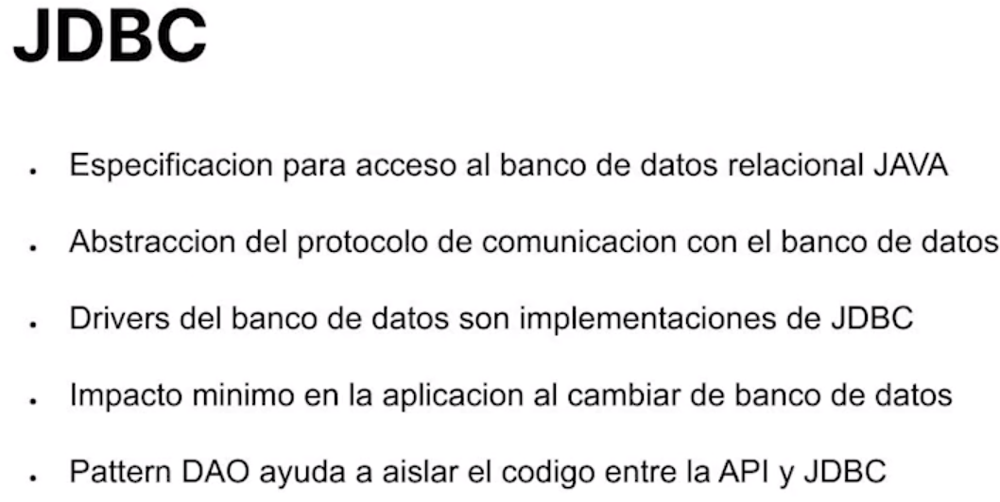 JDBC
• Especificacion para acceso al banco de datos relacional JAVA
• Abstraccion del protocolo de comunicacion con el banco de datos
• Drivers del banco de datos son implementaciones de JDBC
• Impacto minimo en la aplicacion al cambiar de banco de datos
• Pattern DAO ayuda a aislar el codigo entre la API y JDBC